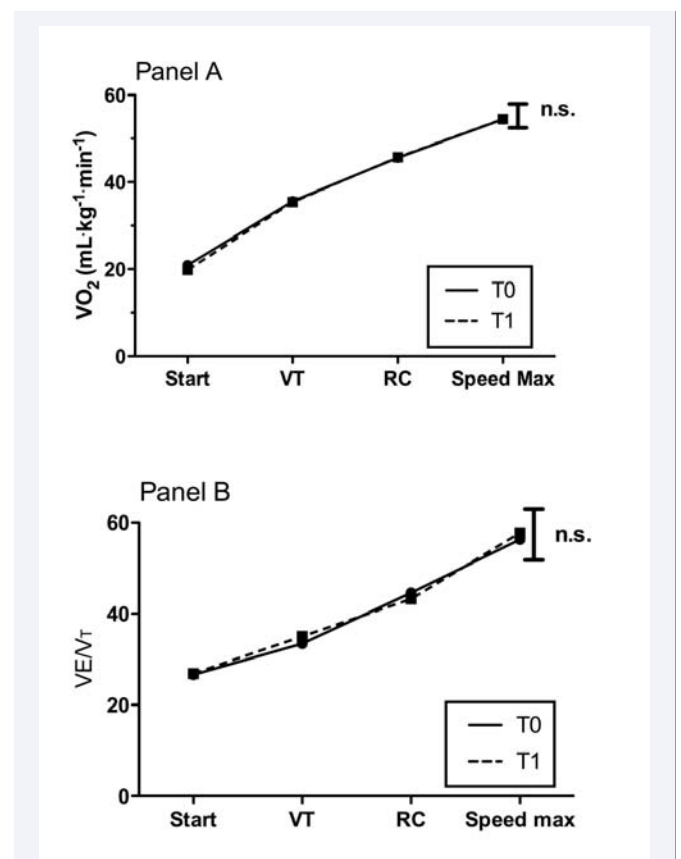 Panel A
60
40
20
0
VO₂ (mL·kg⁻¹·min⁻¹)
n.s.
T0
T1
Start VT RC Speed Max
Panel B
60
40
20
0
VE/VT
n.s.
T0
T1
Start VT RC Speed max